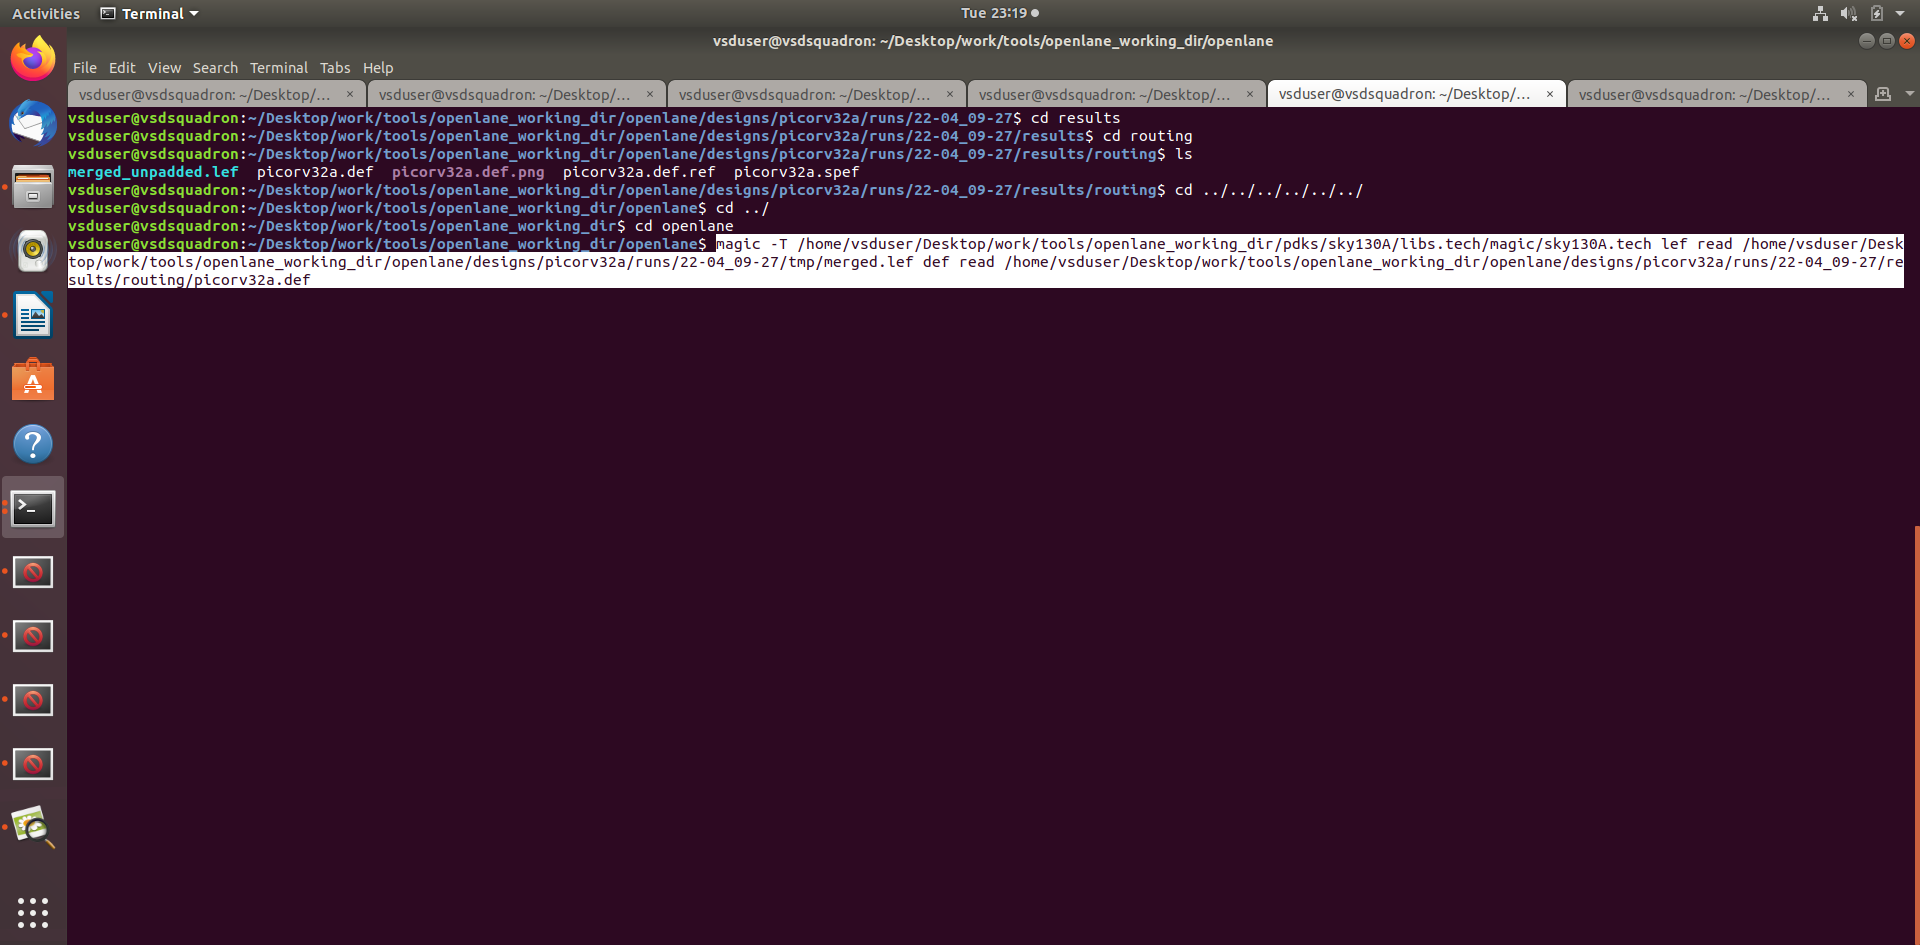 Activities Terminal Tue 23:19
vsduser@vsdsquadron: ~/Desktop/work/tools/openlane_working_dir/openlane
File Edit View Search Terminal Tabs Help
vsduser@vsdsquadron: ~/Desktop/... × vsduser@vsdsquadron: ~/Desktop/... × vsduser@vsdsquadron: ~/Desktop/... × vsduser@vsdsquadron: ~/Desktop/... × vsduser@vsdsquadron: ~/Desktop/... × vsduser@vsdsquadron: ~/Desktop/... ×
vsduser@vsdsquadron:~/Desktop/work/tools/openlane_working_dir/openlane/designs/picorv32a/runs/22-04_09-27$ cd results
vsduser@vsdsquadron:~/Desktop/work/tools/openlane_working_dir/openlane/designs/picorv32a/runs/22-04_09-27/results$ cd routing
vsduser@vsdsquadron:~/Desktop/work/tools/openlane_working_dir/openlane/designs/picorv32a/runs/22-04_09-27/results/routing$ ls
merged_unpadded.lef picorv32a.def picorv32a.def.png picorv32a.def.ref picorv32a.spef
vsduser@vsdsquadron:~/Desktop/work/tools/openlane_working_dir/openlane/designs/picorv32a/runs/22-04_09-27/results/routing$ cd ../../../../../../
vsduser@vsdsquadron:~/Desktop/work/tools/openlane_working_dir/openlane$ cd ../
vsduser@vsdsquadron:~/Desktop/work/tools/openlane_working_dir$ cd openlane
vsduser@vsdsquadron:~/Desktop/work/tools/openlane_working_dir/openlane$ magic -T /home/vsduser/Desktop/work/tools/openlane_working_dir/pdks/sky130A/libs.tech/magic/sky130A.tech lef read /home/vsduser/Desk
top/work/tools/openlane_working_dir/openlane/designs/picorv32a/runs/22-04_09-27/tmp/merged.lef def read /home/vsduser/Desktop/work/tools/openlane_working_dir/openlane/designs/picorv32a/runs/22-04_09-27/re
sults/routing/picorv32a.def